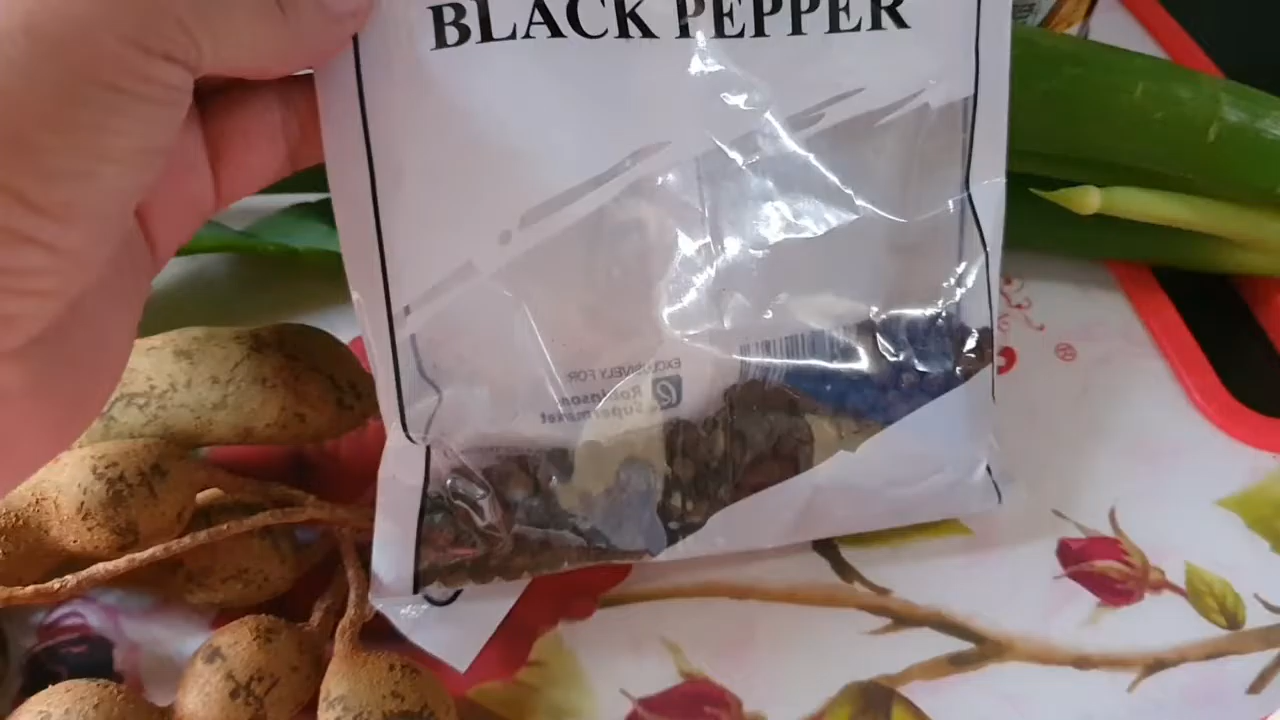 BLACK PEPPER
EXCLUSIVELY FOR
Robinsons
Supermarket
®